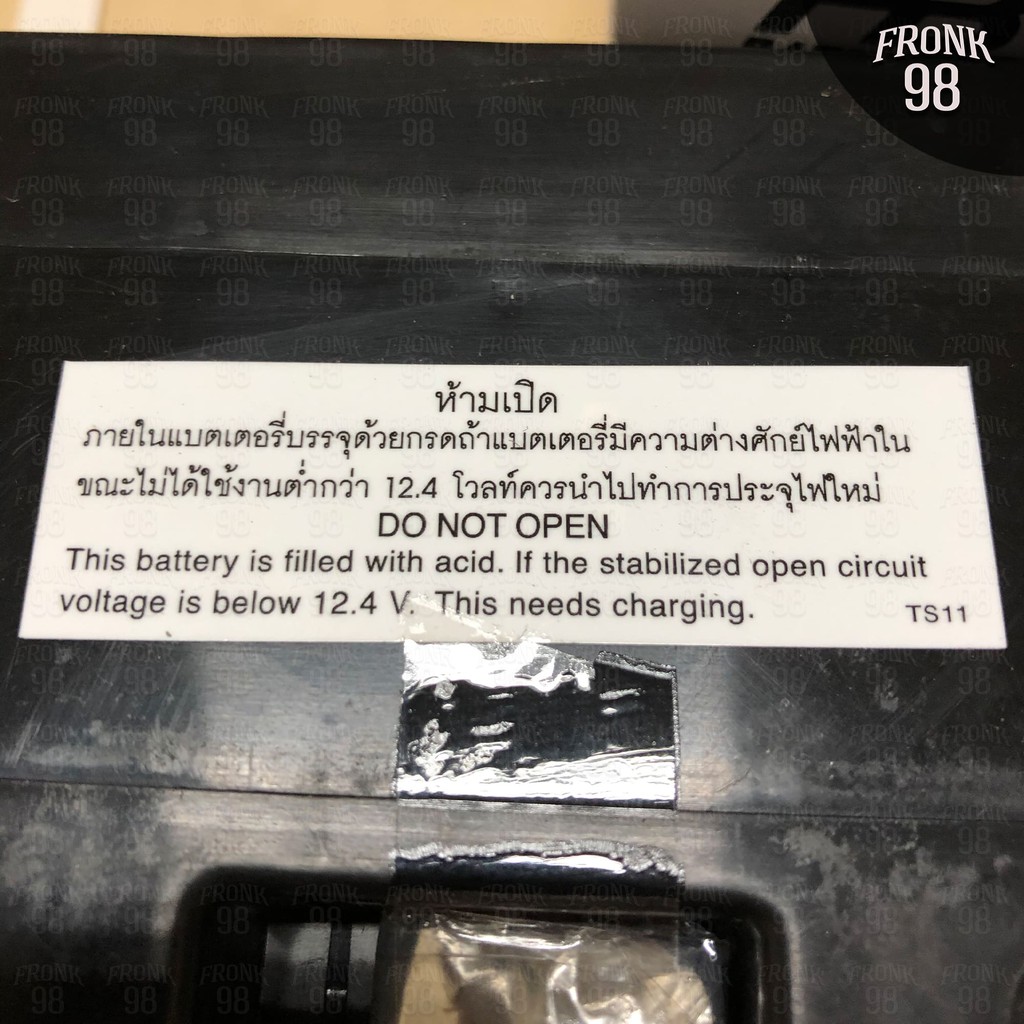 FRONK
98
ห้ามเปิด
ภายในแบตเตอรี่บรรจุด้วยกรดถ้าแบตเตอรี่มีความต่างศักย์ไฟฟ้าใน
ขณะไม่ได้ใช้งานต่ำกว่า 12.4 โวลท์ควรนำไปทำการประจุไฟใหม่
DO NOT OPEN
This battery is filled with acid. If the stabilized open circuit
voltage is below 12.4 V. This needs charging.
TS11